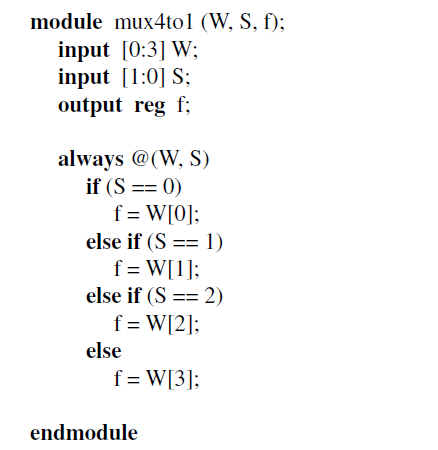 module mux4to1 (W, S, f);
input [0:3] W;
input [1:0] S;
output reg f;
always @(W, S)
if (S == 0)
f = W[0];
else if (S == 1)
f = W[1];
else if (S == 2)
f = W[2];
else
f = W[3];
endmodule